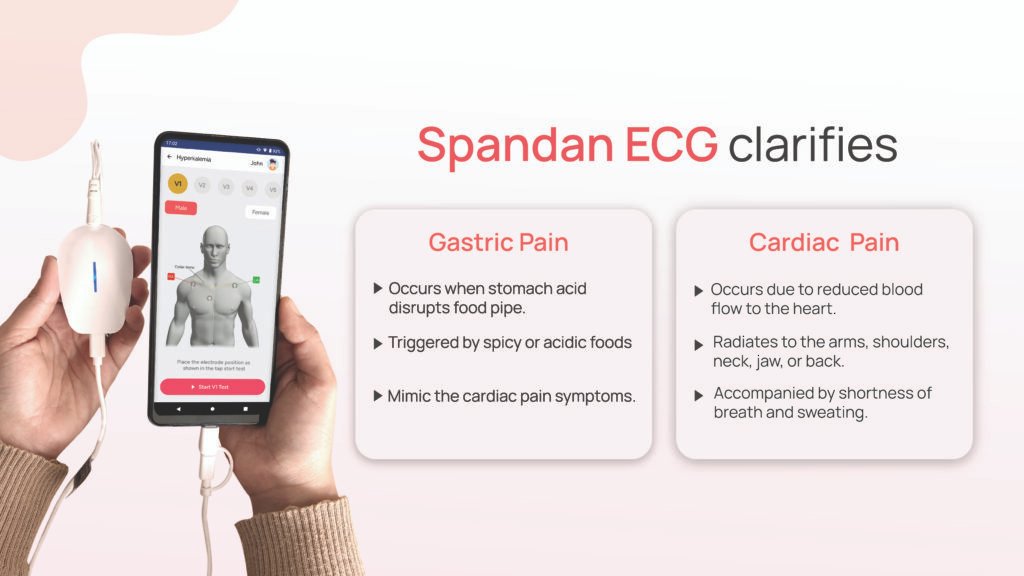 17:02
92%
Hyperkalemia
John
V1 V2 V3 V4 V5
Male
Female
Collar bone
LA
Place the electrode position as
shown in the tap start test
Start V1 Test
Spandan ECG clarifies
Gastric Pain
Occurs when stomach acid
disrupts food pipe.
Triggered by spicy or acidic foods
Mimic the cardiac pain symptoms.
Cardiac Pain
Occurs due to reduced blood
flow to the heart.
Radiates to the arms, shoulders,
neck, jaw, or back.
Accompanied by shortness of
breath and sweating.